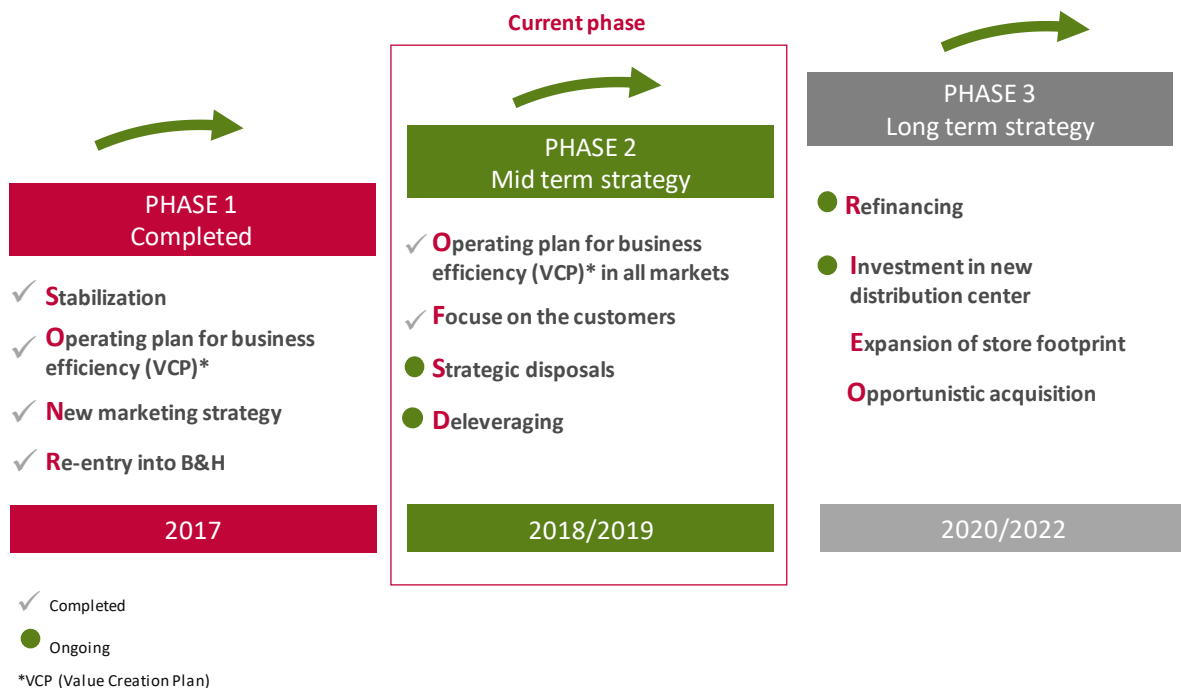 Current phase
PHASE 1
Completed
Stabilization
Operating plan for business
efficiency (VCP)*
New marketing strategy
Re-entry into B&H
2017
PHASE 2
Mid term strategy
Operating plan for business
efficiency (VCP)* in all markets
Focuse on the customers
Strategic disposals
Deleveraging
2018/2019
PHASE 3
Long term strategy
Refinancing
Investment in new
distribution center
Expansion of store footprint
Opportunistic acquisition
2020/2022
Completed
Ongoing
*VCP (Value Creation Plan)